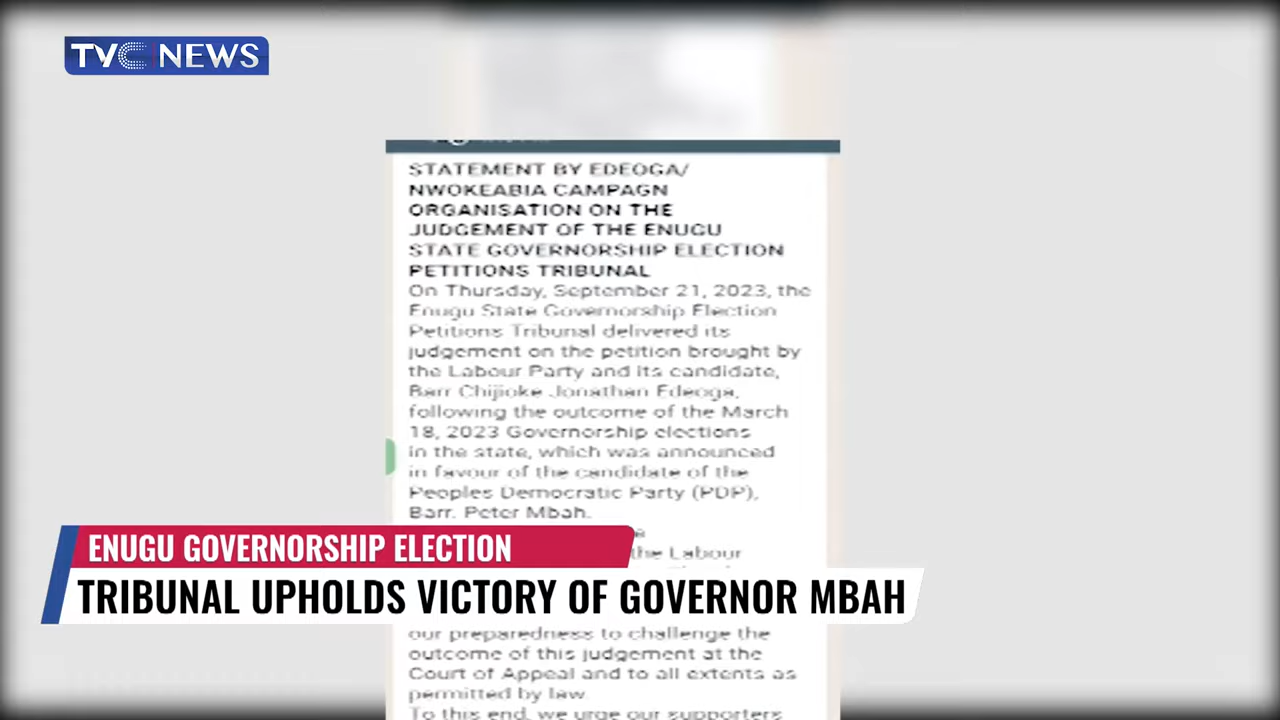 TVC NEWS
STATEMENT BY EDEOGA/
NWOKEABIA CAMPAGN
ORGANISATION ON THE
JUDGEMENT OF THE ENUGU
STATE GOVERNORSHIP ELECTION
PETITIONS TRIBUNAL
On Thursday, September 21, 2023, the
Enugu State Governorship Election
Petitions Tribunal delivered its
judgement on the petition brought by
the Labour Party and its candidate,
Barr Chijioke Jonathan Edeoga,
following the outcome of the March
18, 2023 Governorship elections
in the state, which was announced
in favour of the candidate of the
Peoples Democratic Party (PDP),
Barr. Peter Mbah.
the Labour
ENUGU GOVERNORSHIP ELECTION
TRIBUNAL UPHOLDS VICTORY OF GOVERNOR MBAH
our preparedness to challenge the
outcome of this judgement at the
Court of Appeal and to all extents as
permitted by law.
To this end, we urge our supporters